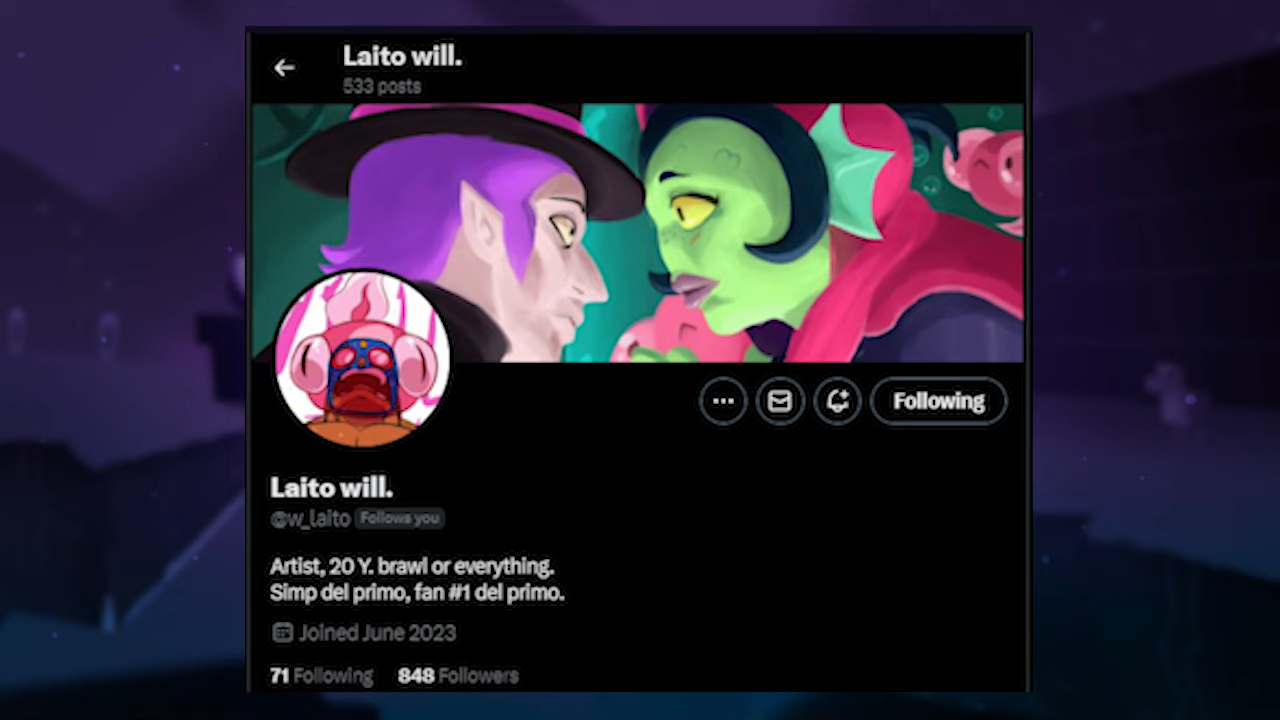 Laito will.
533 posts
Following
Laito will.
@w_laito Follows you
Artist, 20 Y. brawl or everything.
Simp del primo, fan #1 del primo.
Joined June 2023
71 Following 848 Followers